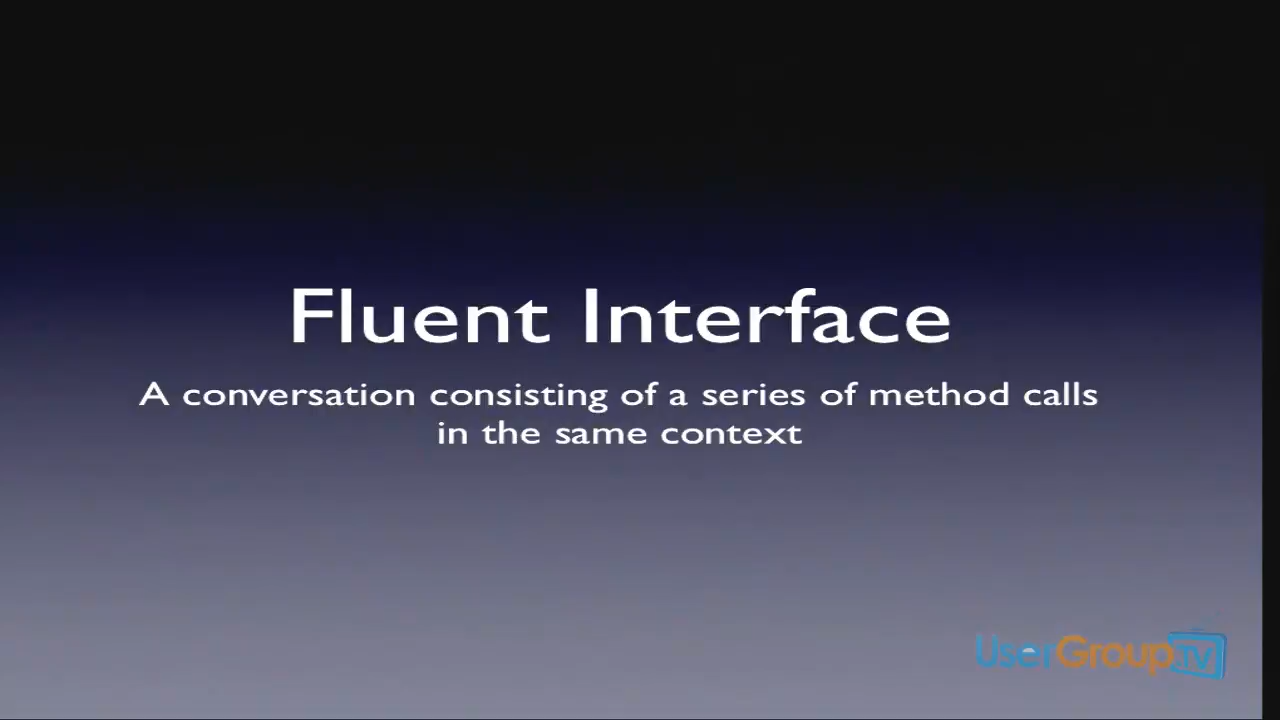 Fluent Interface
A conversation consisting of a series of method calls
in the same context
UserGroup.TV